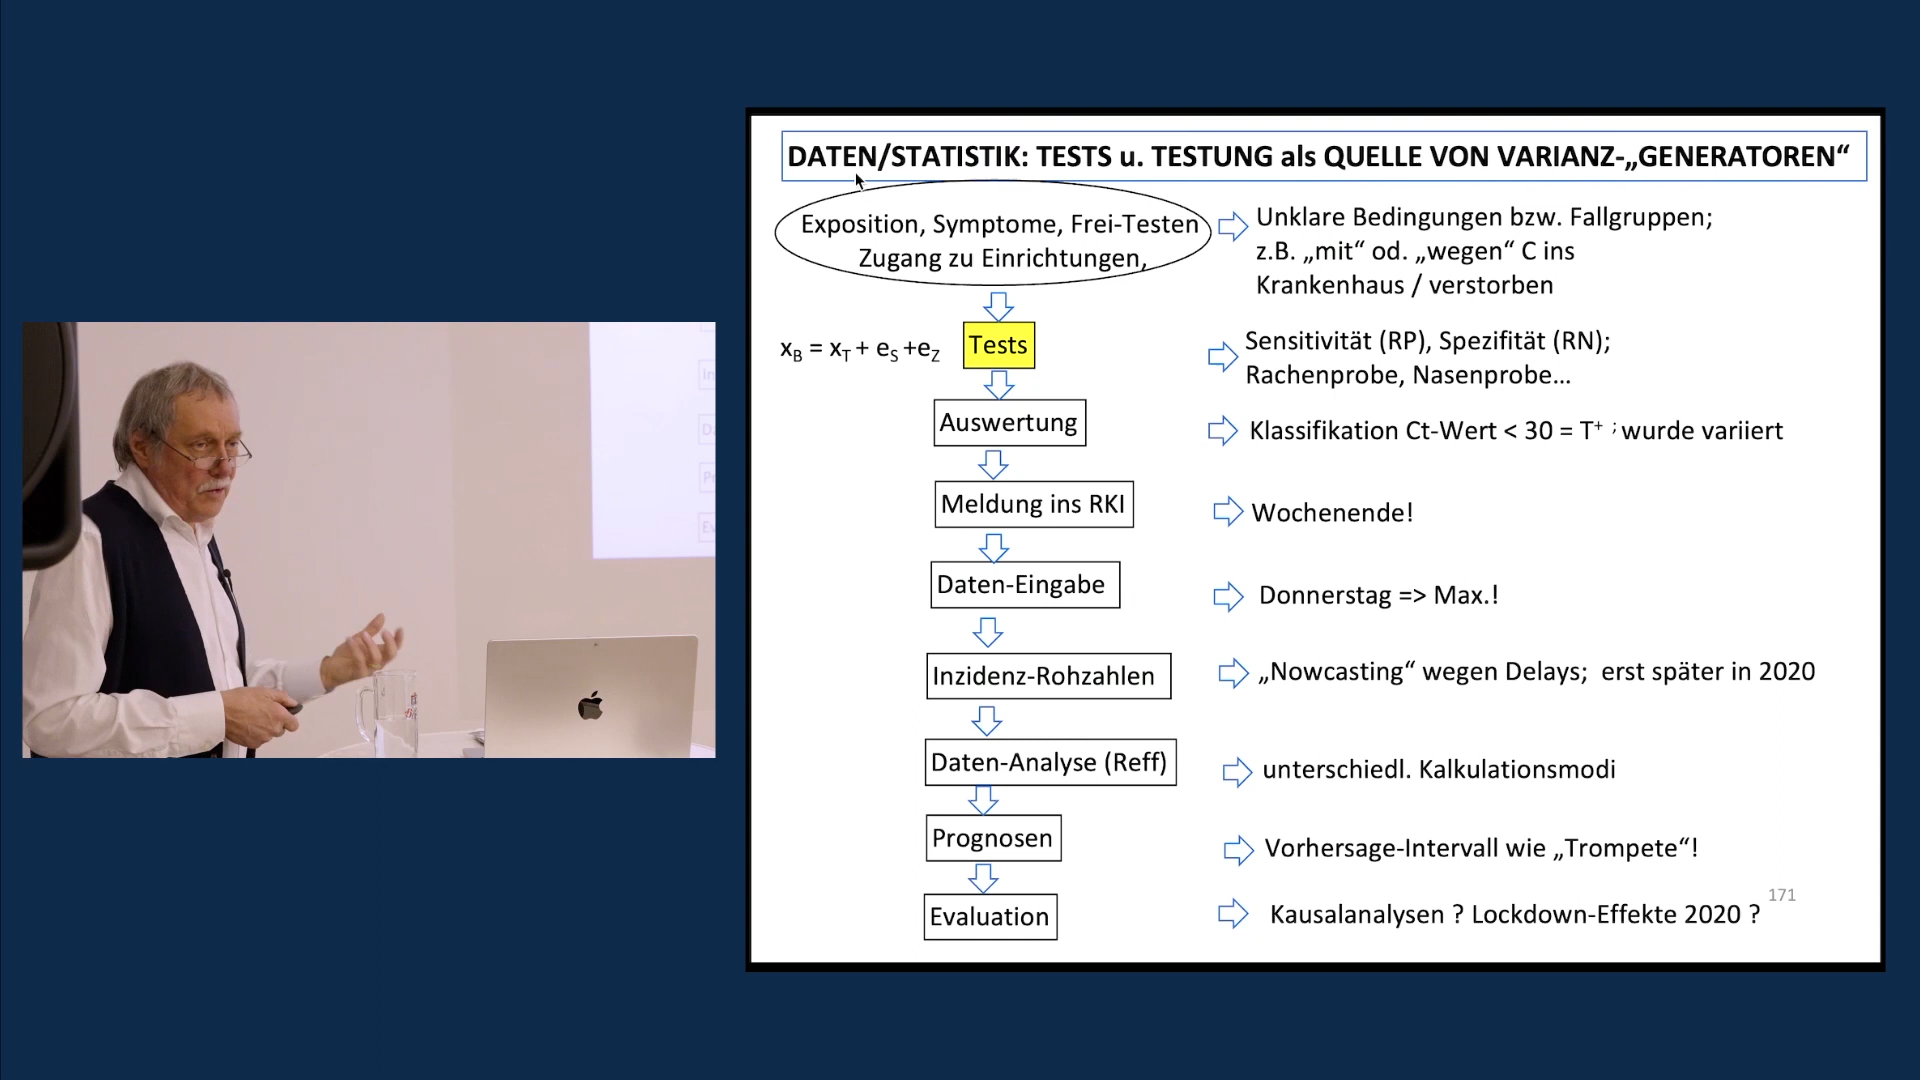 DATEN/STATISTIK: TESTS u. TESTUNG als QUELLE VON VARIANZ-„GENERATOREN“
Exposition, Symptome, Frei-Testen
Zugang zu Einrichtungen,
Unklare Bedingungen bzw. Fallgruppen;
z.B. „mit“ od. „wegen“ C ins
Krankenhaus / verstorben
xB = xT + eS +eZ
Tests
Sensitivität (RP), Spezifität (RN);
Rachenprobe, Nasenprobe...
Auswertung
Klassifikation Ct-Wert < 30 = T+ ; wurde variiert
Meldung ins RKI
Wochenende!
Daten-Eingabe
Donnerstag => Max.!
Inzidenz-Rohzahlen
„Nowcasting“ wegen Delays; erst später in 2020
Daten-Analyse (Reff)
unterschiedl. Kalkulationsmodi
Prognosen
Vorhersage-Intervall wie „Trompete“!
Evaluation
Kausalanalysen ? Lockdown-Effekte 2020 ?
171